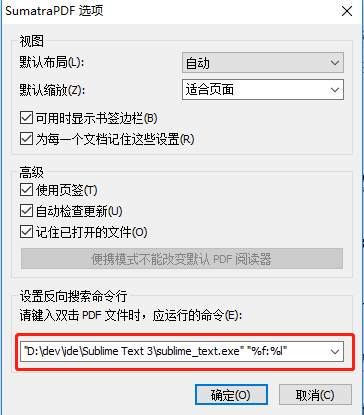 SumatraPDF 选项
视图
默认布局(L):
自动
默认缩放(Z):
适合页面
可用时显示书签边栏(B)
为每一个文档记住这些设置(R)
高级
使用页签(T)
自动检查更新(U)
记住已打开的文件(O)
便携模式不能改变默认 PDF 阅读器
设置反向搜索命令行
请键入双击 PDF 文件时，应运行的命令(E):
"D:\dev\ide\Sublime Text 3\sublime_text.exe" "%f:%l"
确定(O)
取消(C)